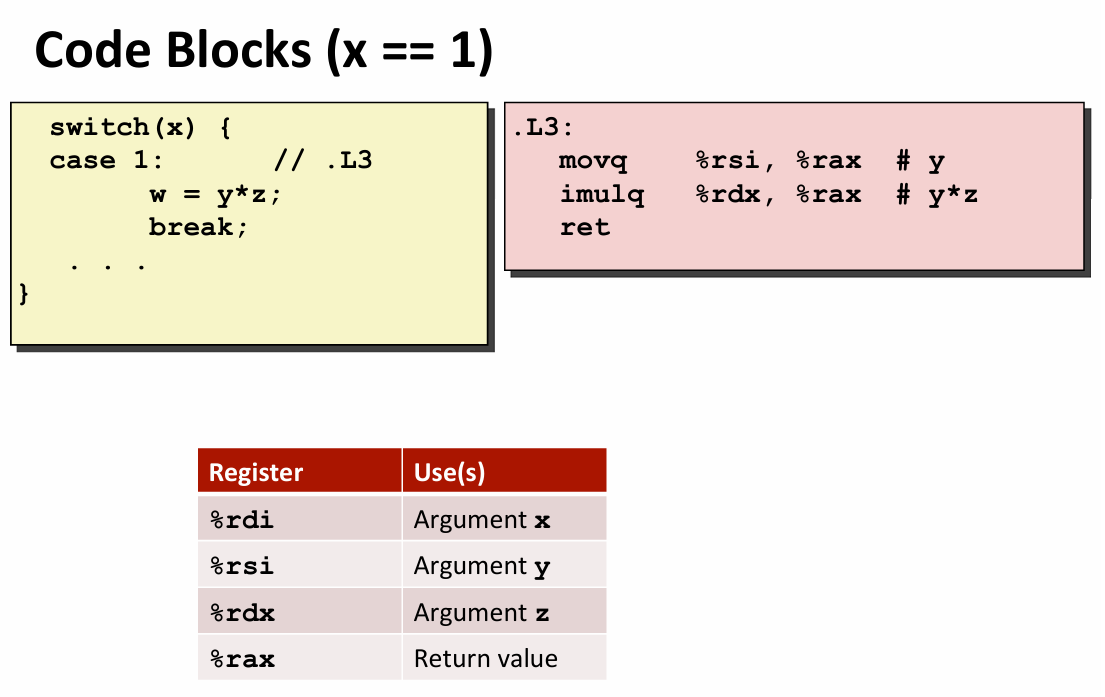 Code Blocks (x == 1)
switch(x) {
case 1:      // .L3
w = y*z;
break;
. . .
}
.L3:
movq    %rsi, %rax  # y
imulq   %rdx, %rax  # y*z
ret
Register Use(s)
%rdi Argument x
%rsi Argument y
%rdx Argument z
%rax Return value